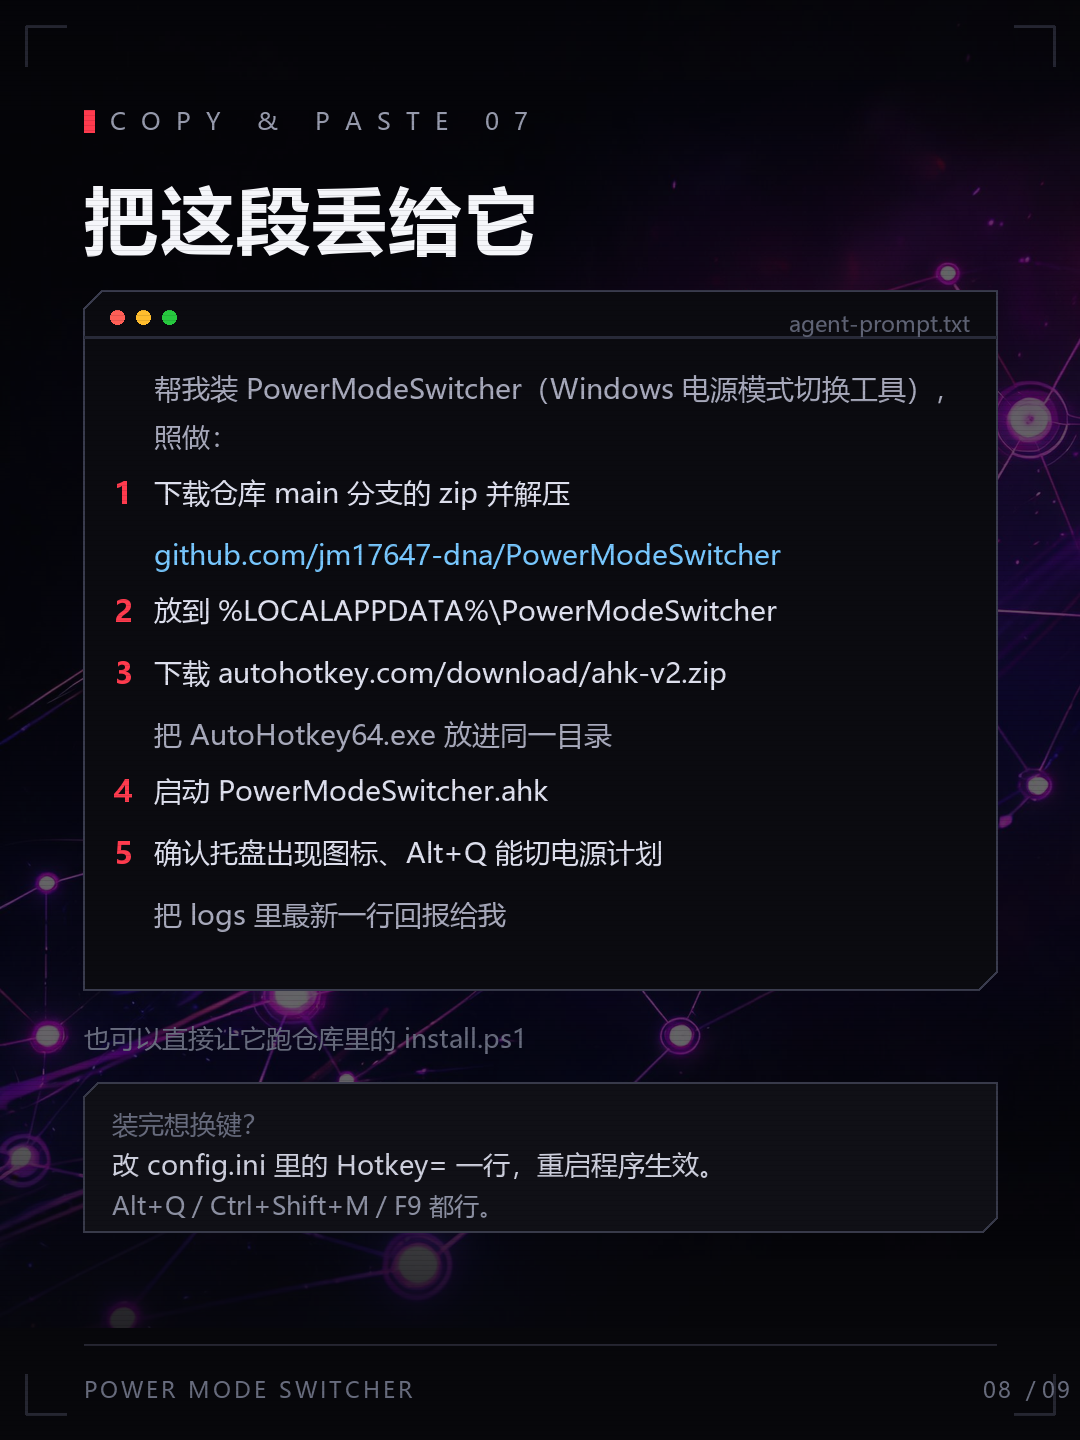 COPY & PASTE 07
把这段丢给它
agent-prompt.txt
帮我装 PowerModeSwitcher（Windows 电源模式切换工具），
照做：
1 下载仓库 main 分支的 zip 并解压
github.com/jm17647-dna/PowerModeSwitcher
2 放到 %LOCALAPPDATA%\PowerModeSwitcher
3 下载 autohotkey.com/download/ahk-v2.zip
把 AutoHotkey64.exe 放进同一目录
4 启动 PowerModeSwitcher.ahk
5 确认托盘出现图标、Alt+Q 能切电源计划
把 logs 里最新一行回报给我
也可以直接让它跑仓库里的 install.ps1
装完想换键？
改 config.ini 里的 Hotkey= 一行，重启程序生效。
Alt+Q / Ctrl+Shift+M / F9 都行。
POWER MODE SWITCHER
08 / 09